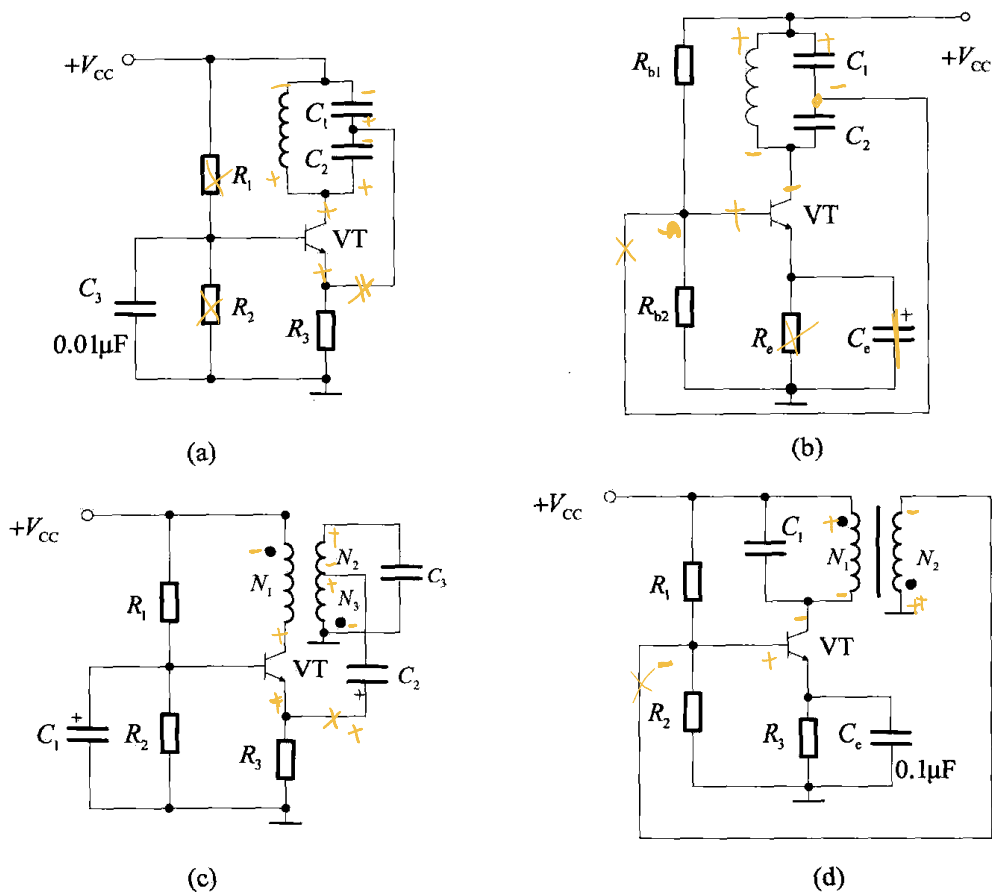 +V_CC
R_1
C_1
C_2
VT
C_3
0.01μF
R_2
R_3
(a)
R_b1
C_1
+V_CC
C_2
VT
R_b2
R_e
C_e
+
(b)
+V_CC
R_1
N_1
N_2
N_3
C_3
VT
C_2
+
C_1
+
R_2
R_3
(c)
+V_CC
C_1
N_1
N_2
R_1
VT
R_2
R_3
C_e
0.1μF
(d)